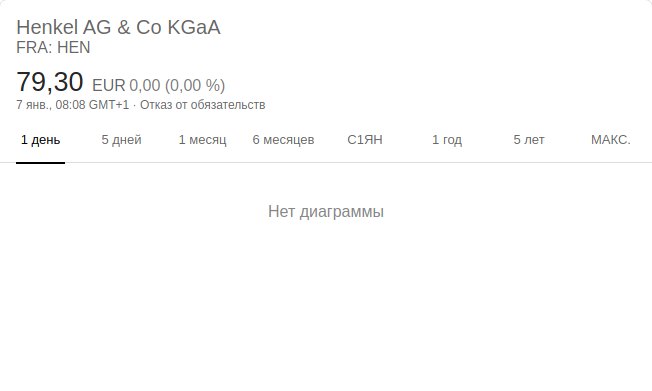 Henkel AG & Co KGaA
FRA: HEN
79,30 EUR 0,00 (0,00 %)
7 янв., 08:08 GMT+1 · Отказ от обязательств
1 день 5 дней 1 месяц 6 месяцев С1ЯН 1 год 5 лет МАКС.
Нет диаграммы